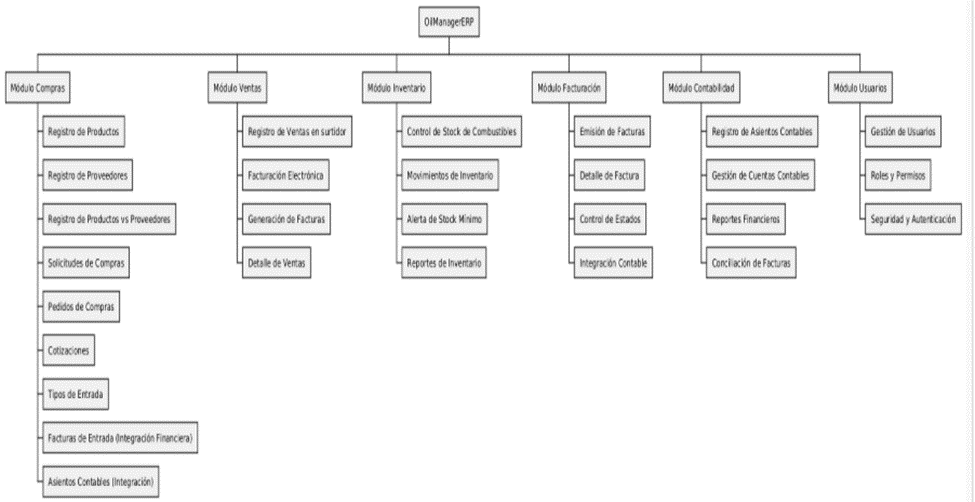 OilManagerERP
Módulo Compras
Registro de Productos
Registro de Proveedores
Registro de Productos vs Proveedores
Solicitudes de Compras
Pedidos de Compras
Cotizaciones
Tipos de Entrada
Facturas de Entrada (Integración Financiera)
Asientos Contables (Integración)
Módulo Ventas
Registro de Ventas en surtidor
Facturación Electrónica
Generación de Facturas
Detalle de Ventas
Módulo Inventario
Control de Stock de Combustibles
Movimientos de Inventario
Alerta de Stock Mínimo
Reportes de Inventario
Módulo Facturación
Emisión de Facturas
Detalle de Factura
Control de Estados
Integración Contable
Módulo Contabilidad
Registro de Asientos Contables
Gestión de Cuentas Contables
Reportes Financieros
Conciliación de Facturas
Módulo Usuarios
Gestión de Usuarios
Roles y Permisos
Seguridad y Autenticación